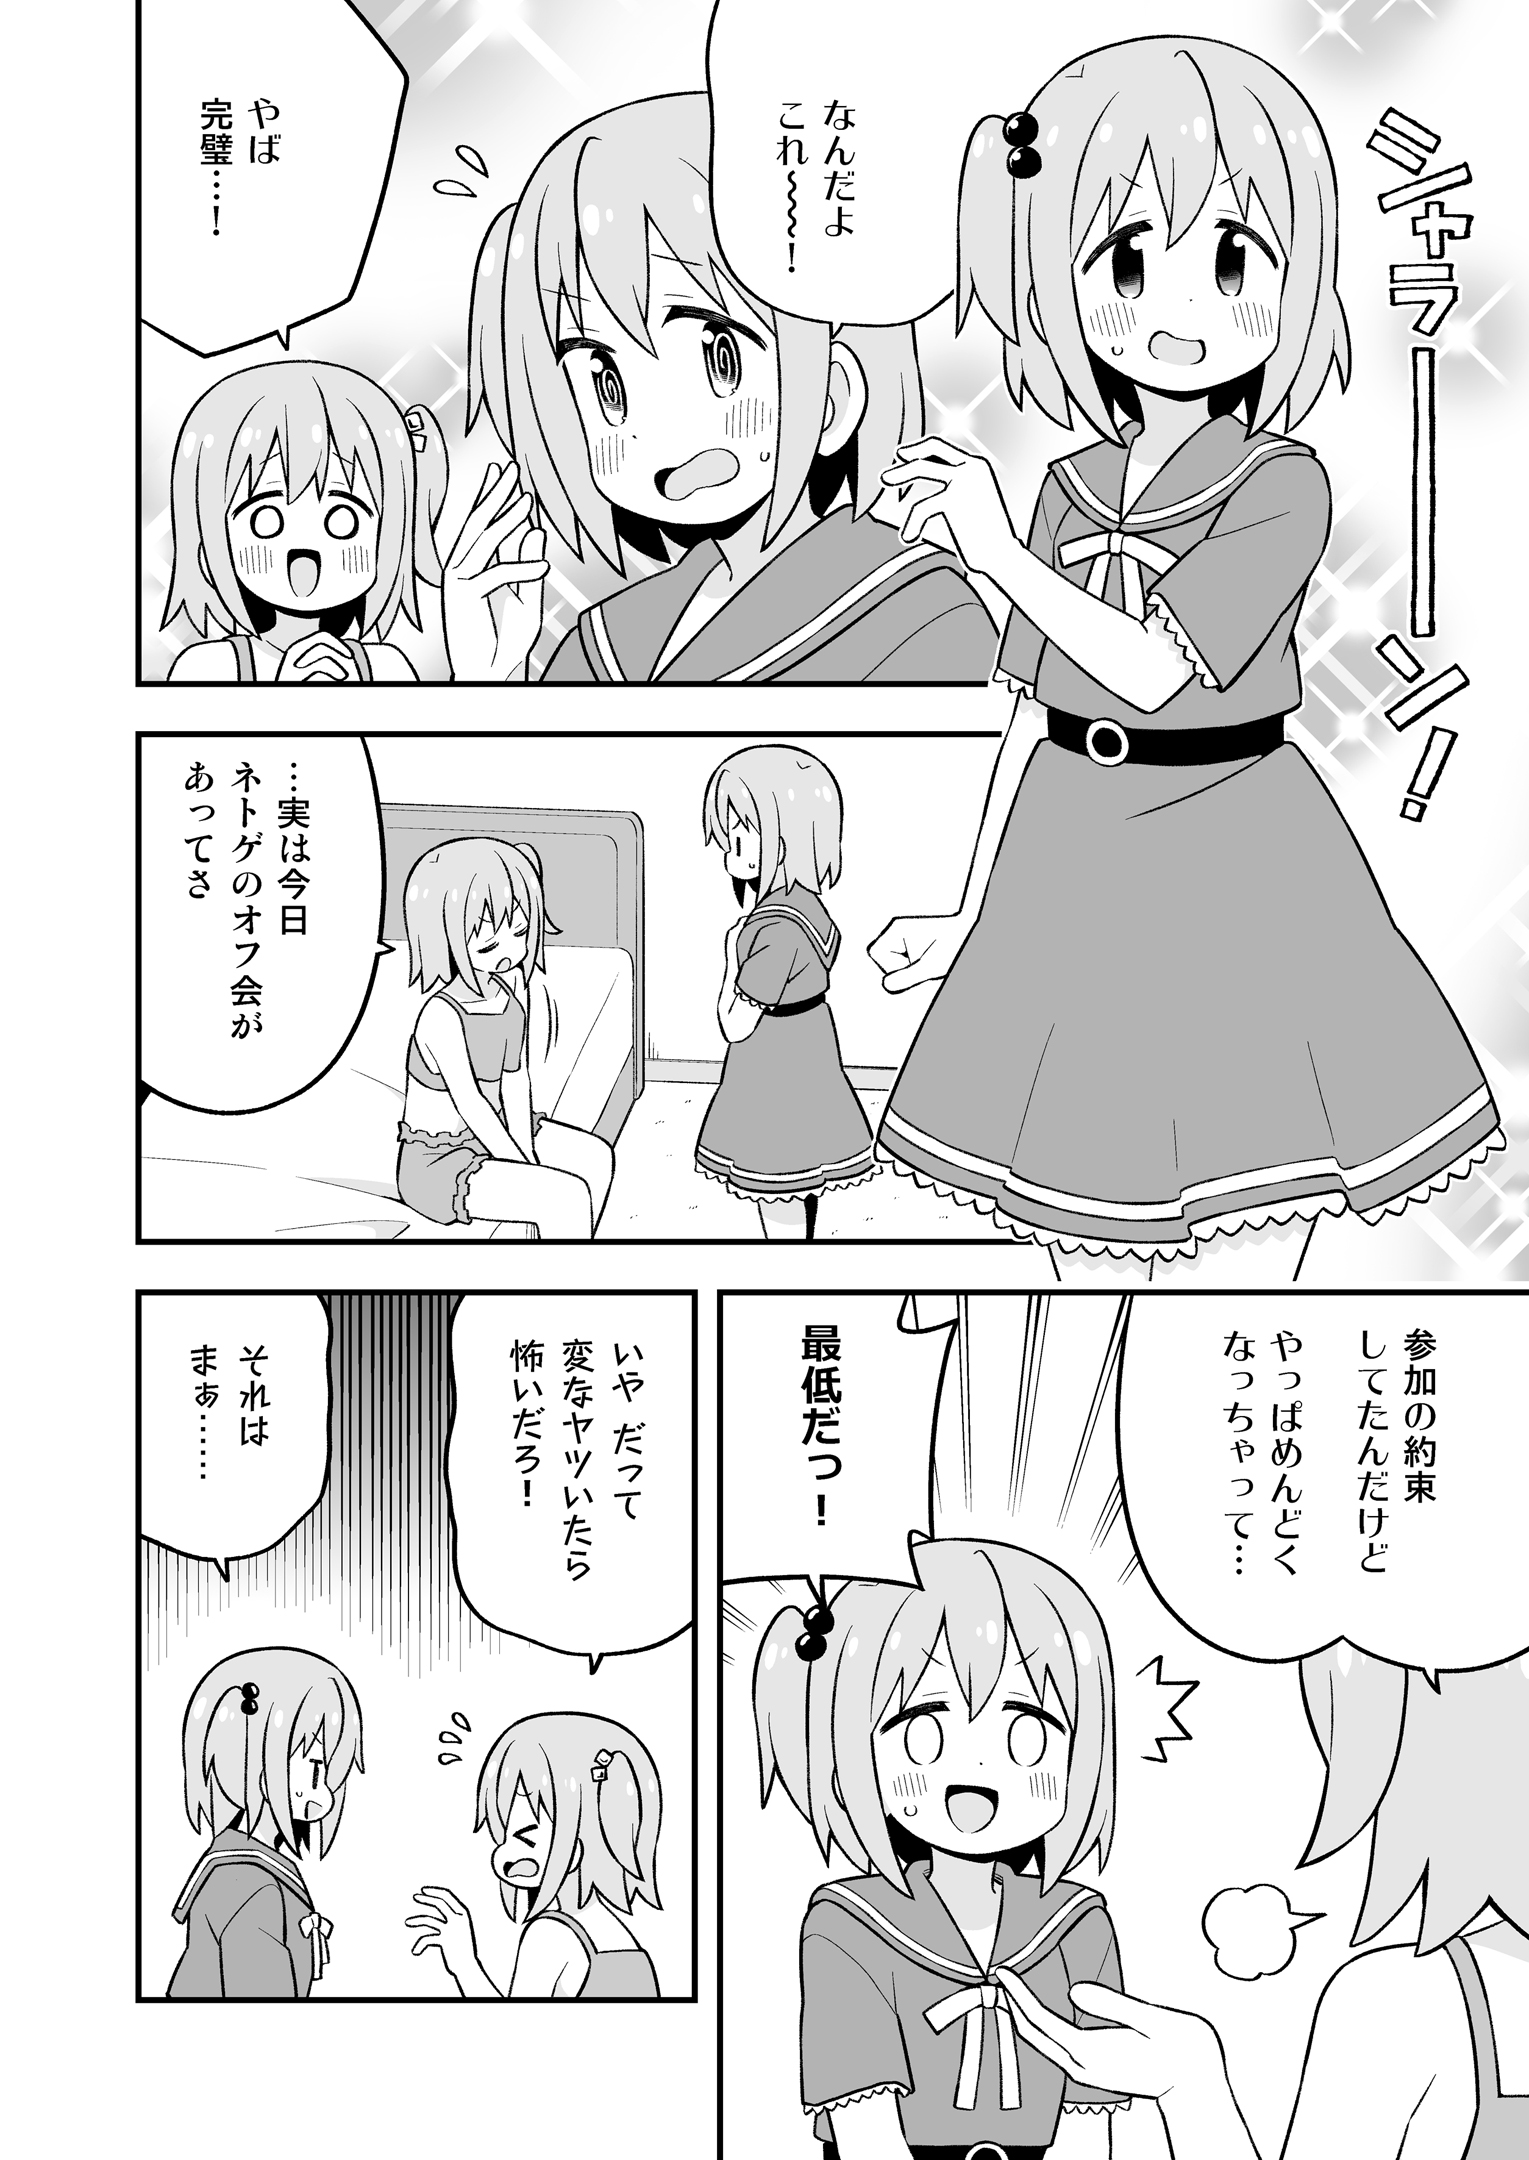 シャラーーン!
なんだよ
これ~~~!
やば
完璧…!
…実は今日
ネトゲのオフ会が
あってさ
参加の約束
してたんだけど
やっぱめんどく
なっちゃって…
最低だっ!
いや だって
変なヤツいたら
怖いだろ!
それは
まぁ……